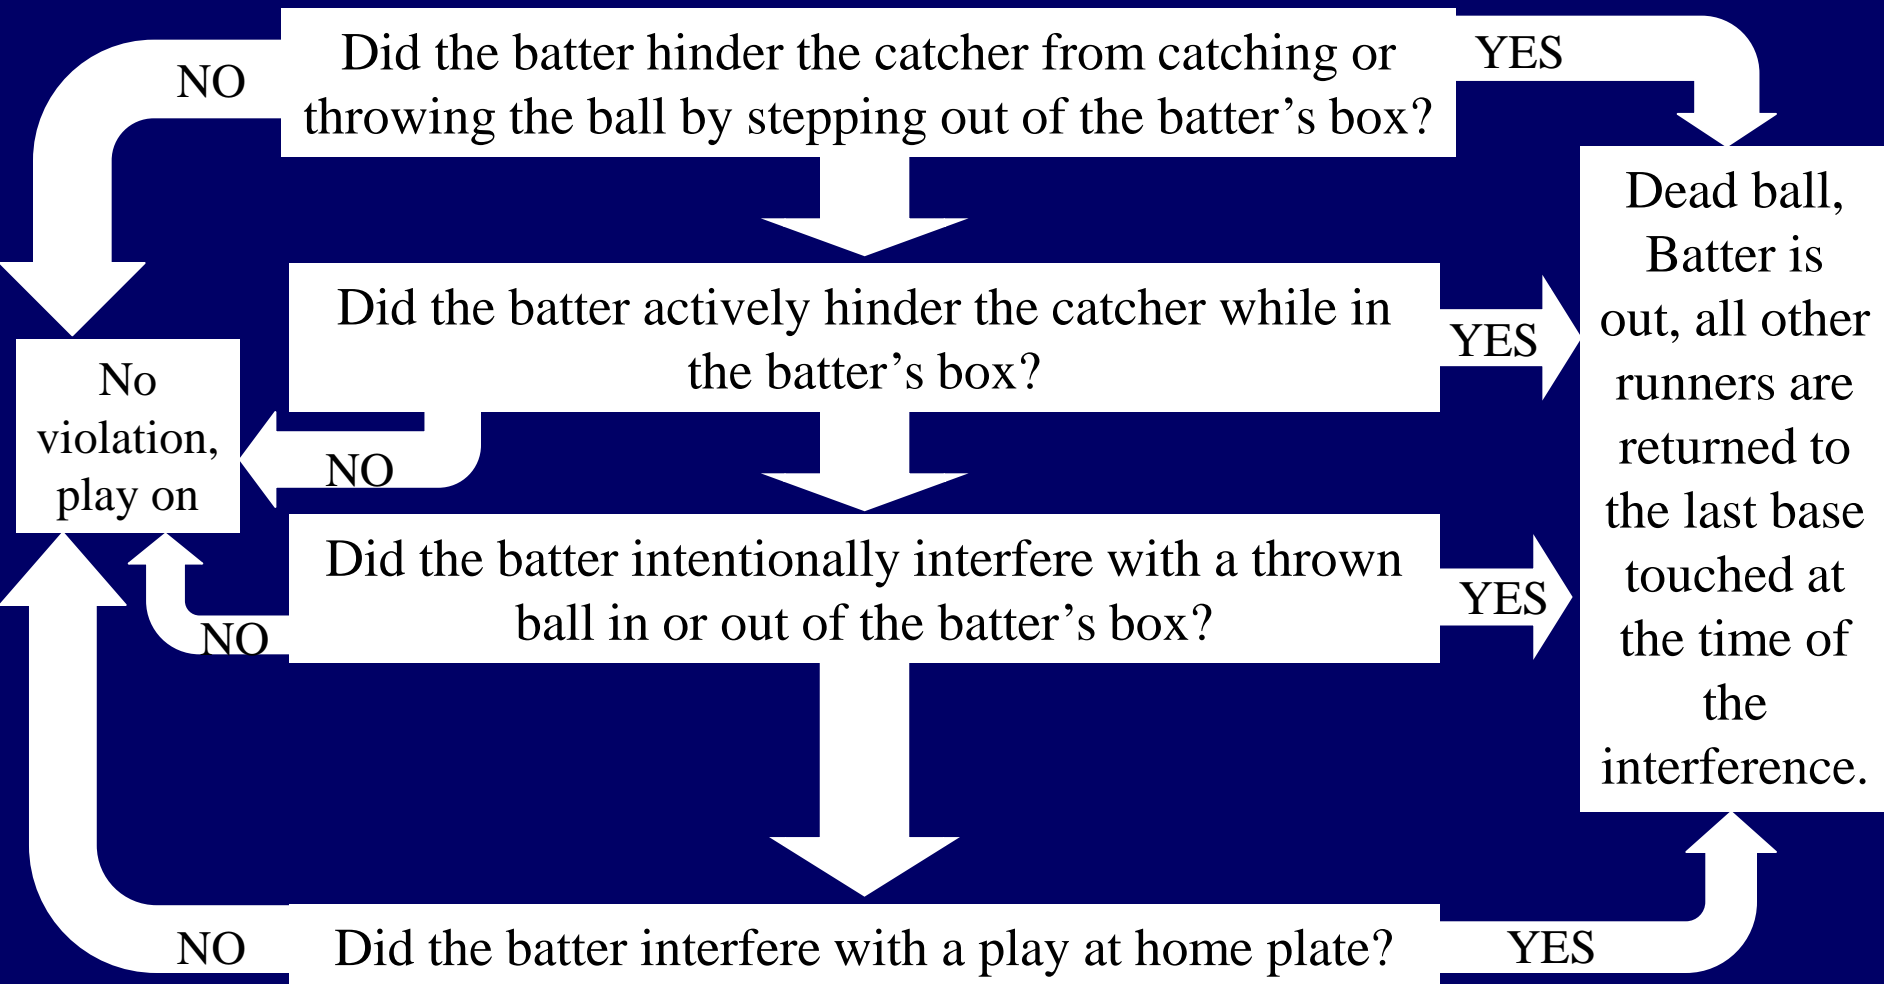 Did the batter hinder the catcher from catching or
throwing the ball by stepping out of the batter’s box?
NO
YES
Did the batter actively hinder the catcher while in
the batter’s box?
YES
NO
Did the batter intentionally interfere with a thrown
ball in or out of the batter’s box?
YES
NO
Did the batter interfere with a play at home plate?
NO
YES
No
violation,
play on
Dead ball,
Batter is
out, all other
runners are
returned to
the last base
touched at
the time of
the
interference.